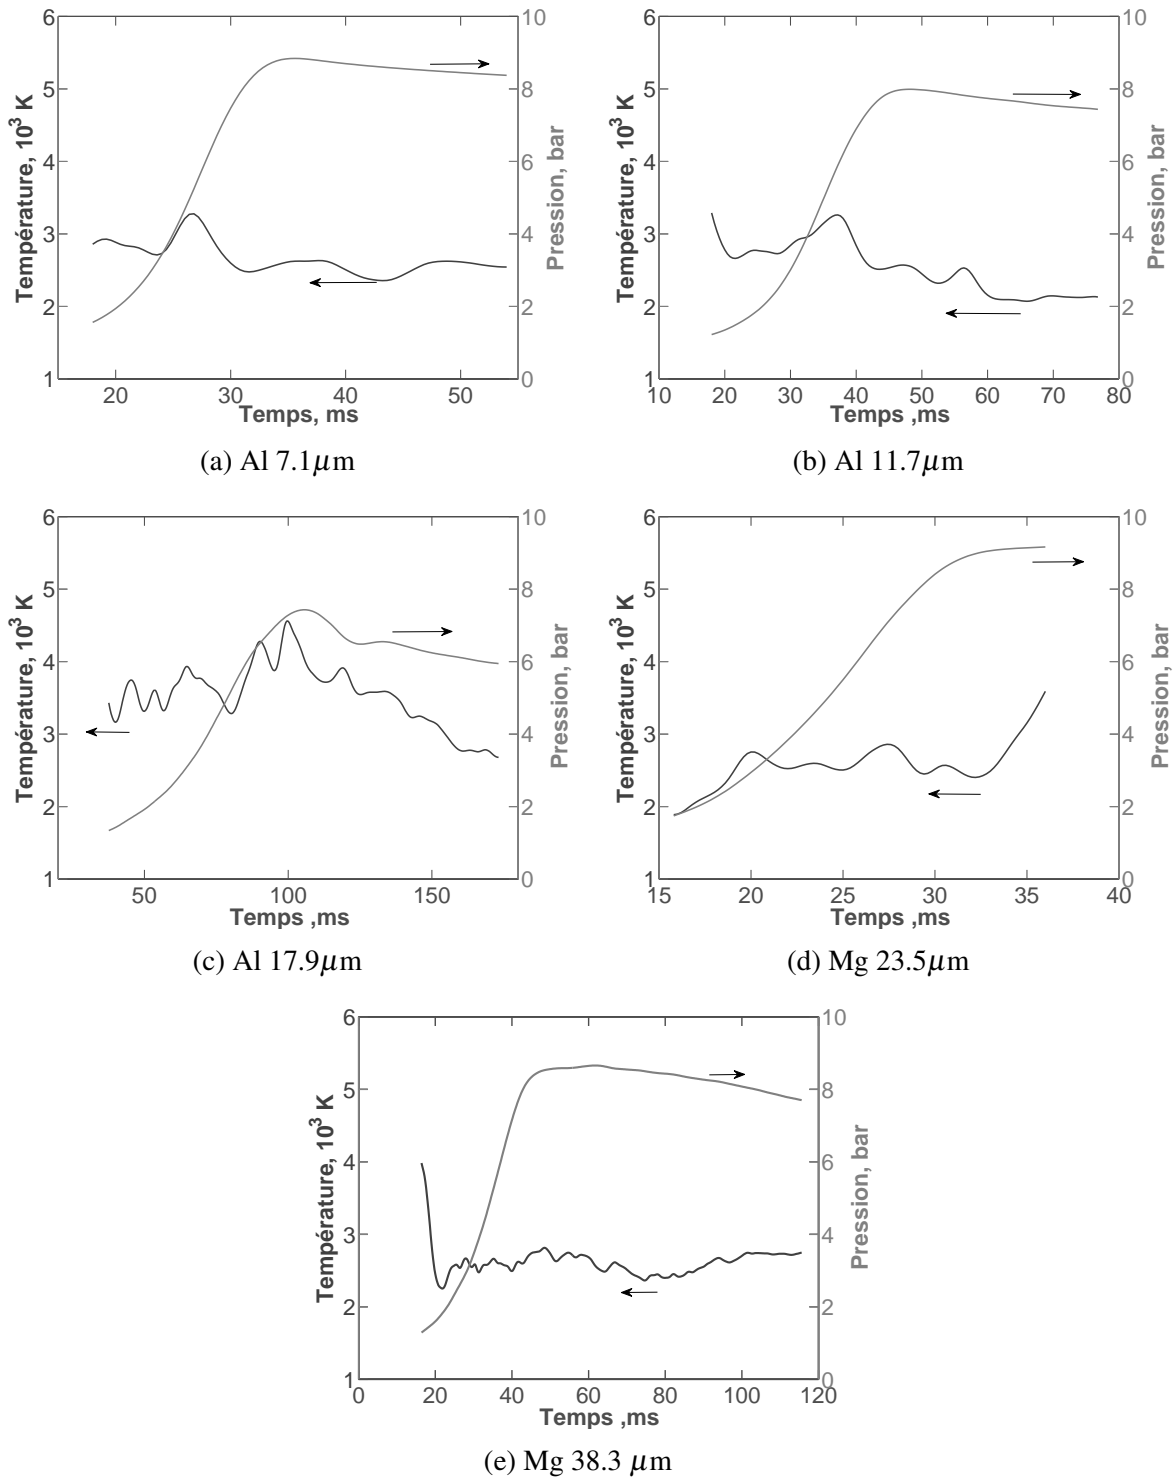 6
5
4
3
2
1
10
8
6
4
2
0
20 30 40 50
Température, 10³ K
Pression, bar
Temps, ms
(a) Al 7.1μm
6
5
4
3
2
1
10
8
6
4
2
0
10 20 30 40 50 60 70 80
Température, 10³ K
Pression, bar
Temps ,ms
(b) Al 11.7μm
6
5
4
3
2
1
10
8
6
4
2
0
50 100 150
Température, 10³ K
Pression, bar
Temps ,ms
(c) Al 17.9μm
6
5
4
3
2
1
10
8
6
4
2
0
15 20 25 30 35 40
Température, 10³ K
Pression, bar
Temps ,ms
(d) Mg 23.5μm
6
5
4
3
2
1
10
8
6
4
2
0
0 20 40 60 80 100 120
Température, 10³ K
Pression, bar
Temps ,ms
(e) Mg 38.3 μm